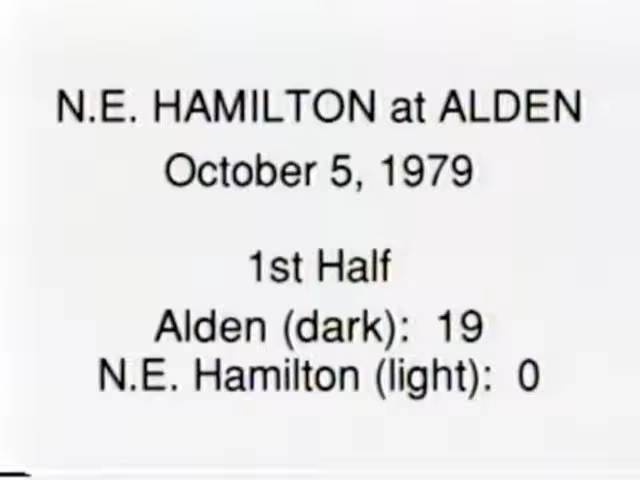 N.E. HAMILTON at ALDEN
October 5, 1979
1st Half
Alden (dark): 19
N.E. Hamilton (light): 0